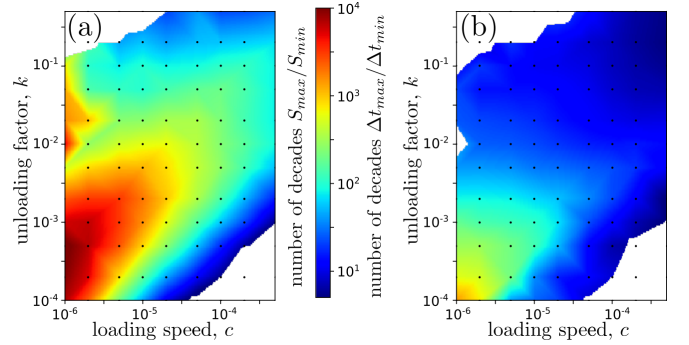 (a)
10^-1
10^-2
10^-3
10^-4
unloading factor, k
10^-6
10^-5
10^-4
loading speed, c
number of decades S_max/S_min
10^4
10^3
10^2
10^1
number of decades Δt_max/Δt_min
(b)
10^-1
10^-2
10^-3
10^-4
unloading factor, k
10^-6
10^-5
10^-4
loading speed, c